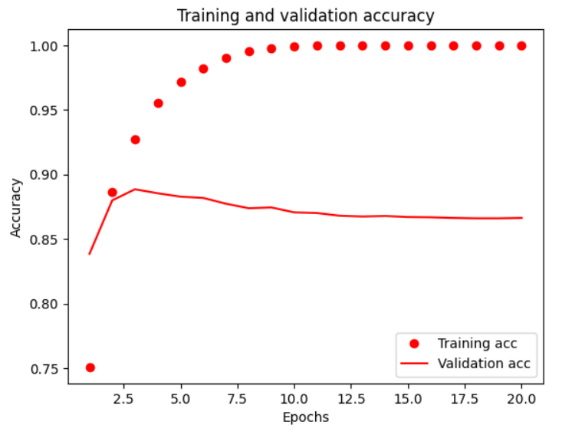 Training and validation accuracy
1.00
0.95
0.90
0.85
0.80
0.75
Accuracy
Training acc
Validation acc
2.5 5.0 7.5 10.0 12.5 15.0 17.5 20.0
Epochs